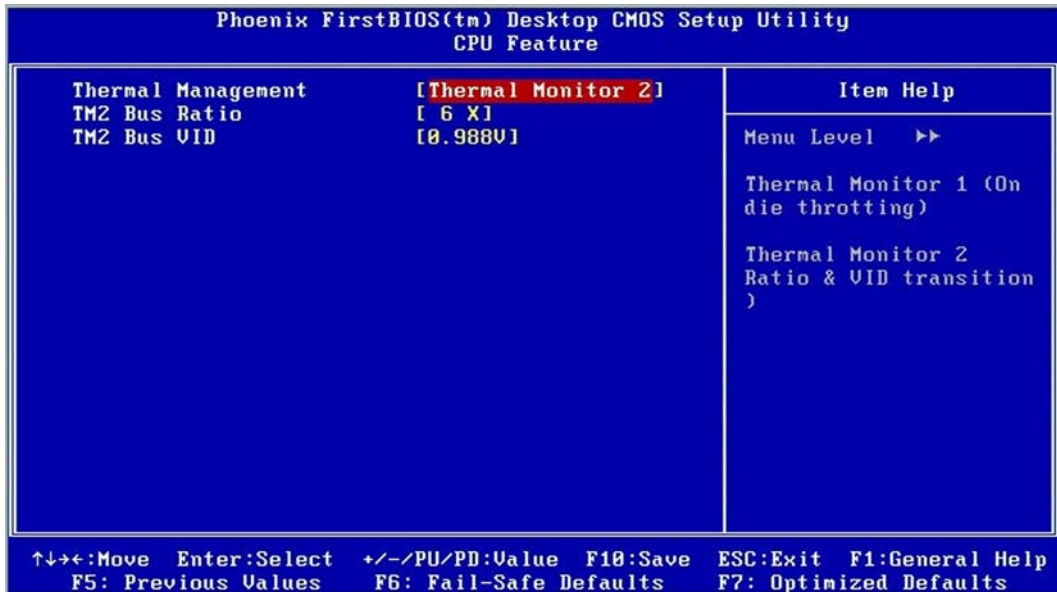 Phoenix FirstBIOS(tm) Desktop CMOS Setup Utility
CPU Feature
Thermal Management [Thermal Monitor 2]
TM2 Bus Ratio [ 6 X]
TM2 Bus VID [0.988V]
Item Help
Menu Level ▸▸
Thermal Monitor 1 (On
die throtting)
Thermal Monitor 2
Ratio & VID transition
)
↑↓→←:Move Enter:Select +/-/PU/PD:Value F10:Save ESC:Exit F1:General Help
F5: Previous Values F6: Fail-Safe Defaults F7: Optimized Defaults